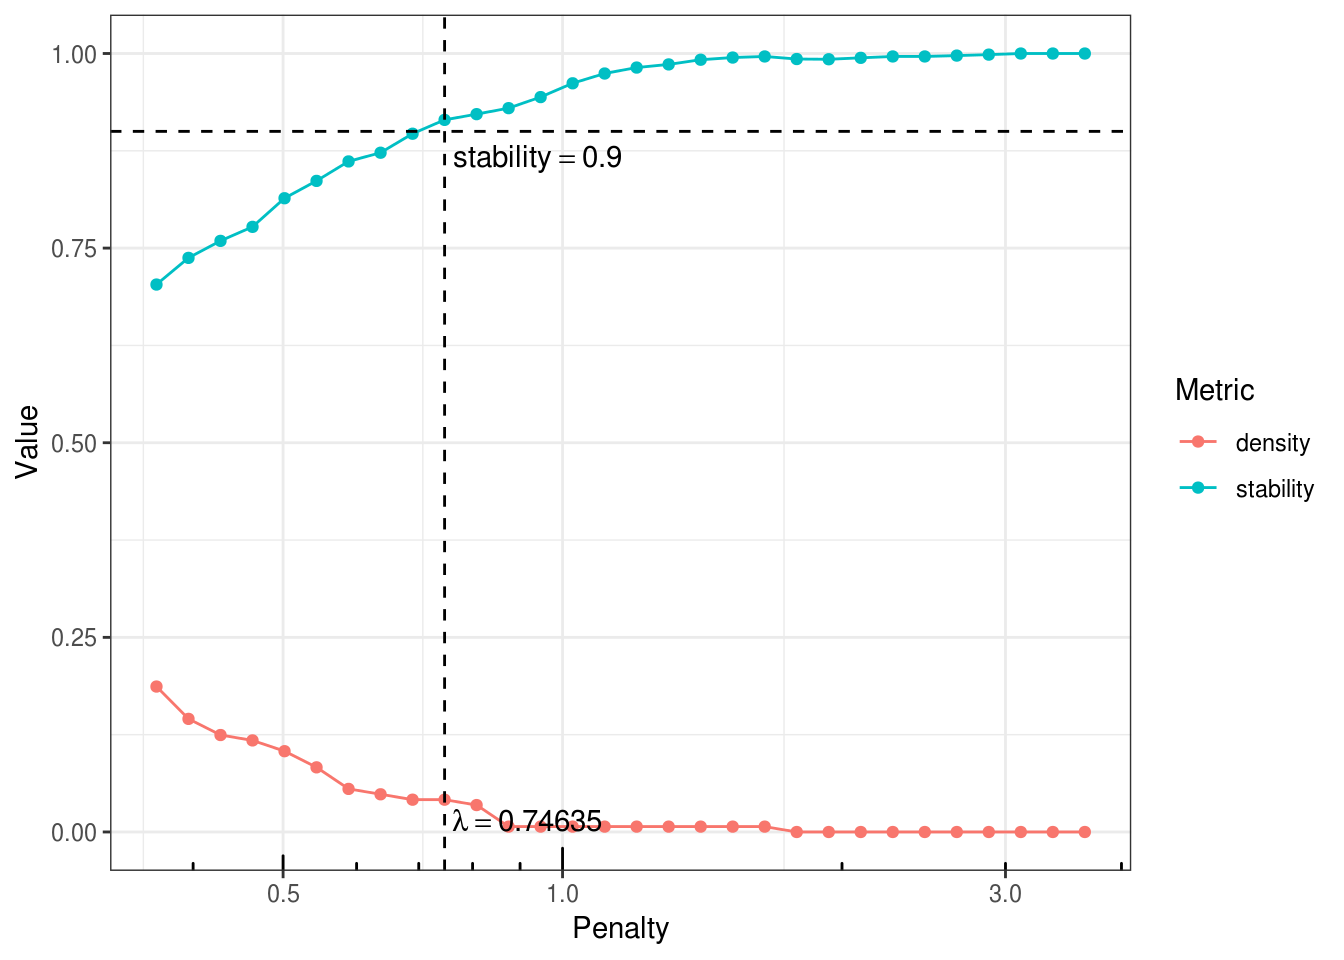 1.00
0.75
0.50
0.25
0.00
Value
stability = 0.9
λ = 0.74635
0.5
1.0
3.0
Penalty
Metric
density
stability